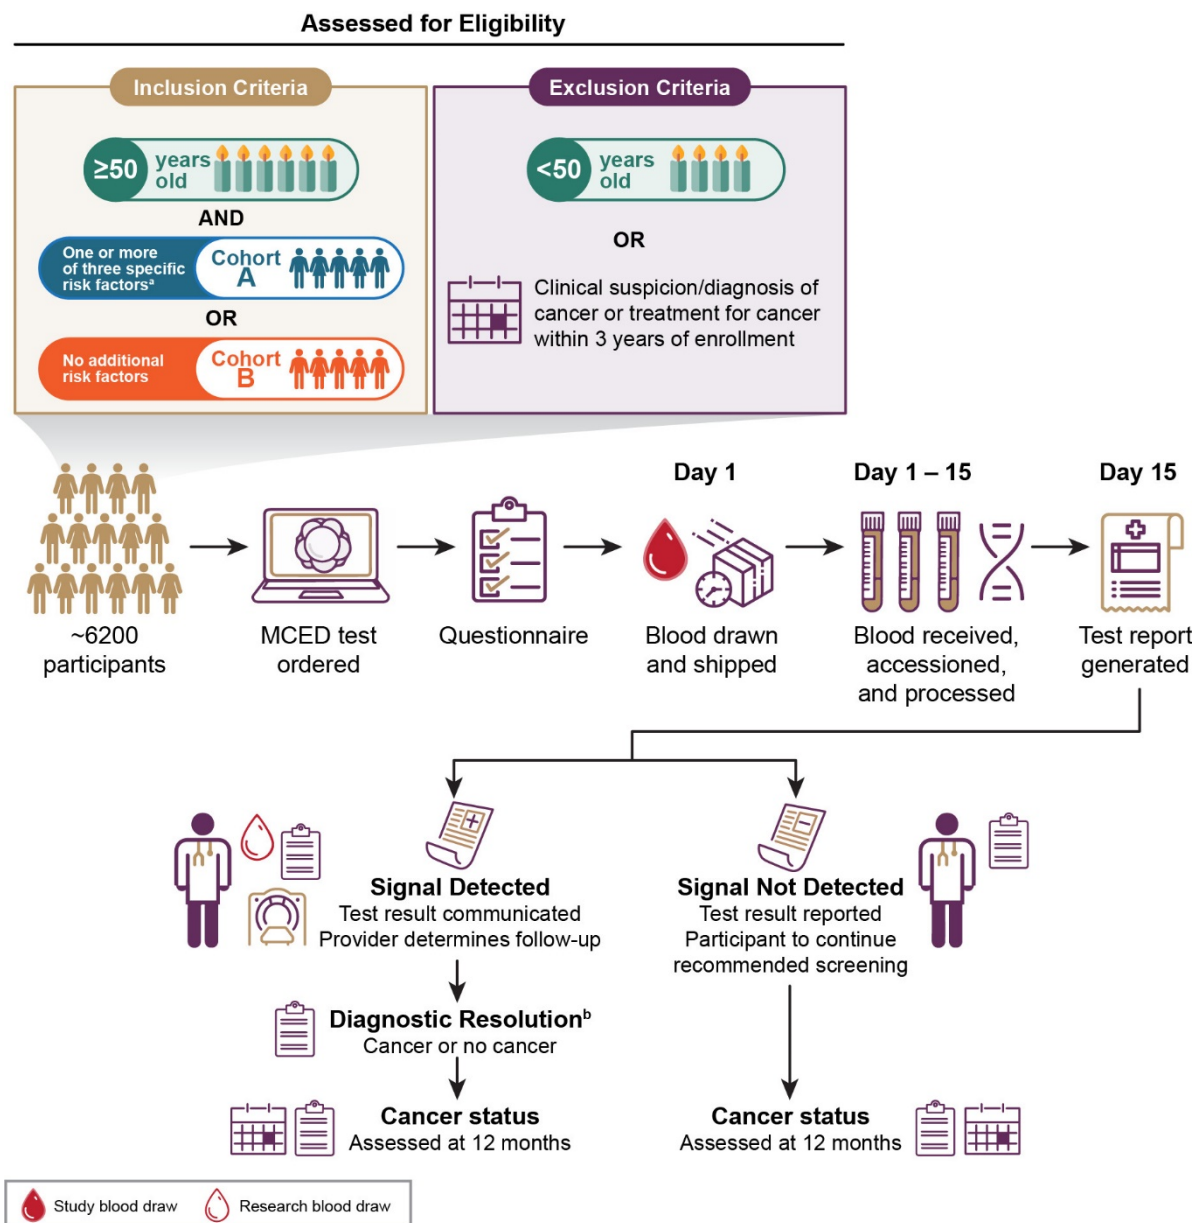 Assessed for Eligibility
Inclusion Criteria
≥50
years
old
AND
One or more
of three specific
risk factorsᵃ
Cohort
A
OR
No additional
risk factors
Cohort
B
Exclusion Criteria
<50
years
old
OR
Clinical suspicion/diagnosis of
cancer or treatment for cancer
within 3 years of enrollment
~6200
participants
MCED test
ordered
Questionnaire
Day 1
Blood drawn
and shipped
Day 1 – 15
Blood received,
accessioned,
and processed
Day 15
Test report
generated
Signal Detected
Test result communicated
Provider determines follow-up
Diagnostic Resolutionᵇ
Cancer or no cancer
Cancer status
Assessed at 12 months
Signal Not Detected
Test result reported
Participant to continue
recommended screening
Cancer status
Assessed at 12 months
Study blood draw
Research blood draw